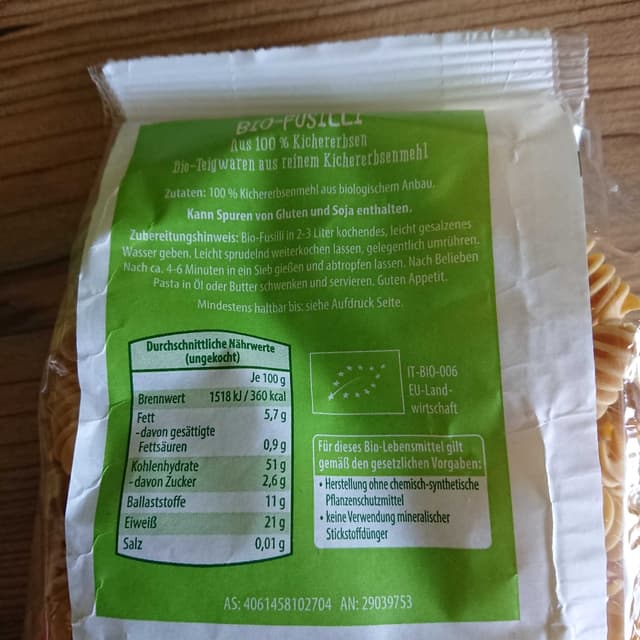 BIO-FUSILLI
Aus 100 % Kichererbsen
Bio-Teigwaren aus reinem Kichererbsenmehl
Zutaten: 100 % Kichererbsenmehl aus biologischem Anbau.
Kann Spuren von Gluten und Soja enthalten.
Zubereitungshinweis: Bio-Fusilli in 2-3 Liter kochendes, leicht gesalzenes
Wasser geben. Leicht sprudelnd weiterkochen lassen, gelegentlich umrühren.
Nach ca. 4-6 Minuten in ein Sieb gießen und abtropfen lassen. Nach Belieben
Pasta in Öl oder Butter schwenken und servieren. Guten Appetit.
Mindestens haltbar bis: siehe Aufdruck Seite.
Durchschnittliche Nährwerte
(ungekocht)
Je 100 g
Brennwert 1518 kJ / 360 kcal
Fett 5,7 g
-davon gesättigte
Fettsäuren 0,9 g
Kohlenhydrate 51 g
-davon Zucker 2,6 g
Ballaststoffe 11 g
Eiweiß 21 g
Salz 0,01 g
IT-BIO-006
EU-Land-
wirtschaft
Für dieses Bio-Lebensmittel gilt
gemäß den gesetzlichen Vorgaben:
• Herstellung ohne chemisch-synthetische
Pflanzenschutzmittel
• keine Verwendung mineralischer
Stickstoffdünger
AS: 4061458102704 AN: 29039753